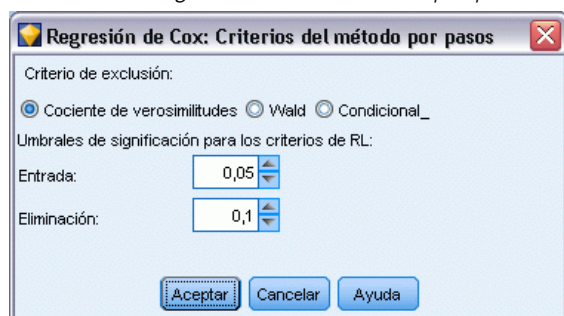 Regresión de Cox: Criterios del método por pasos
Criterio de exclusión:
Cociente de verosimilitudes Wald Condicional_
Umbrales de significación para los criterios de RL:
Entrada: 0,05
Eliminación: 0,1
Aceptar Cancelar Ayuda